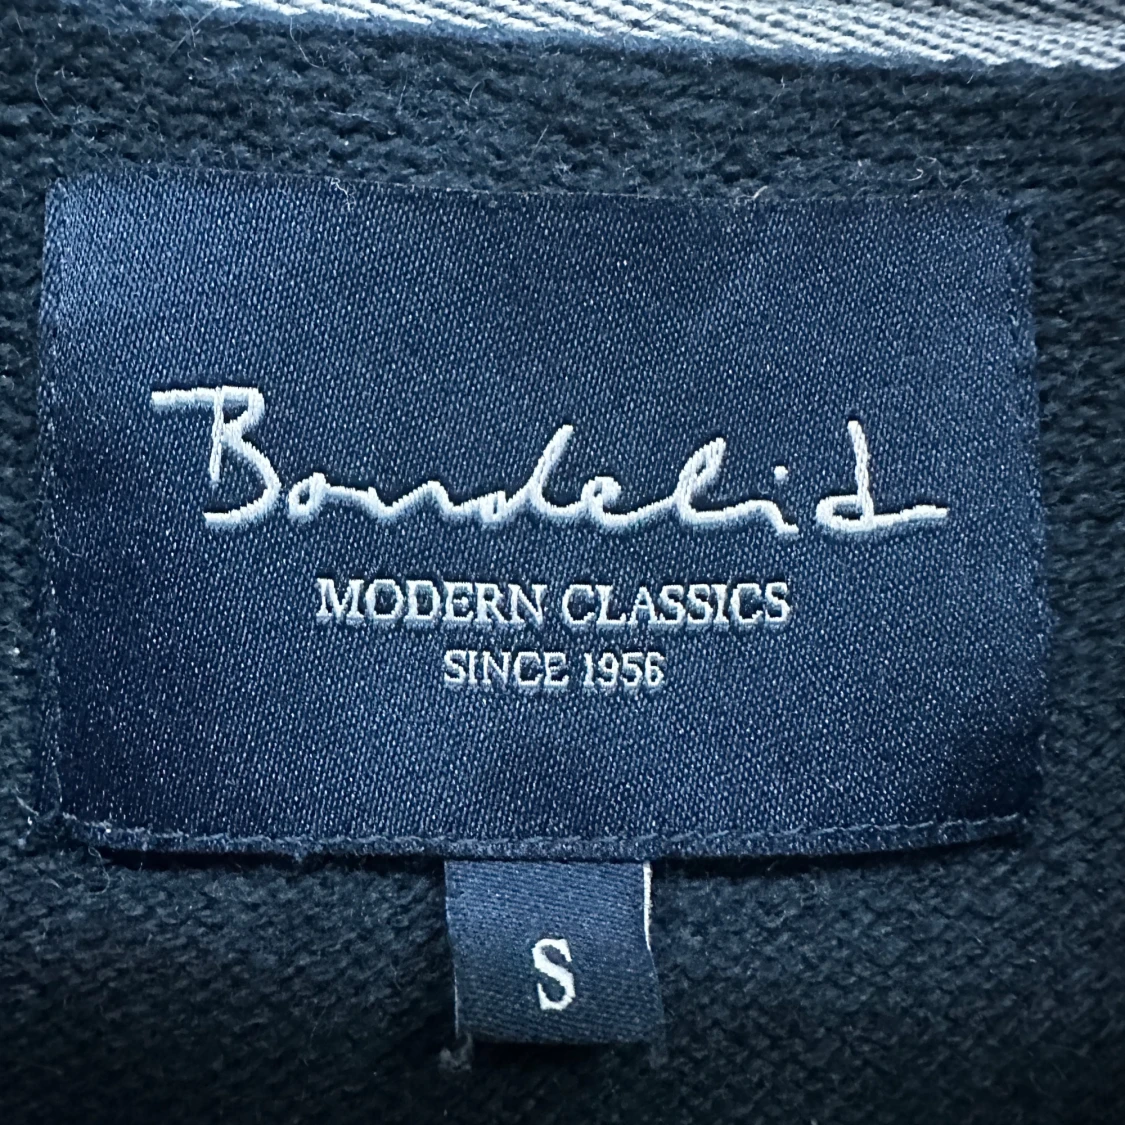 Bondelid
MODERN CLASSICS
SINCE 1956
S